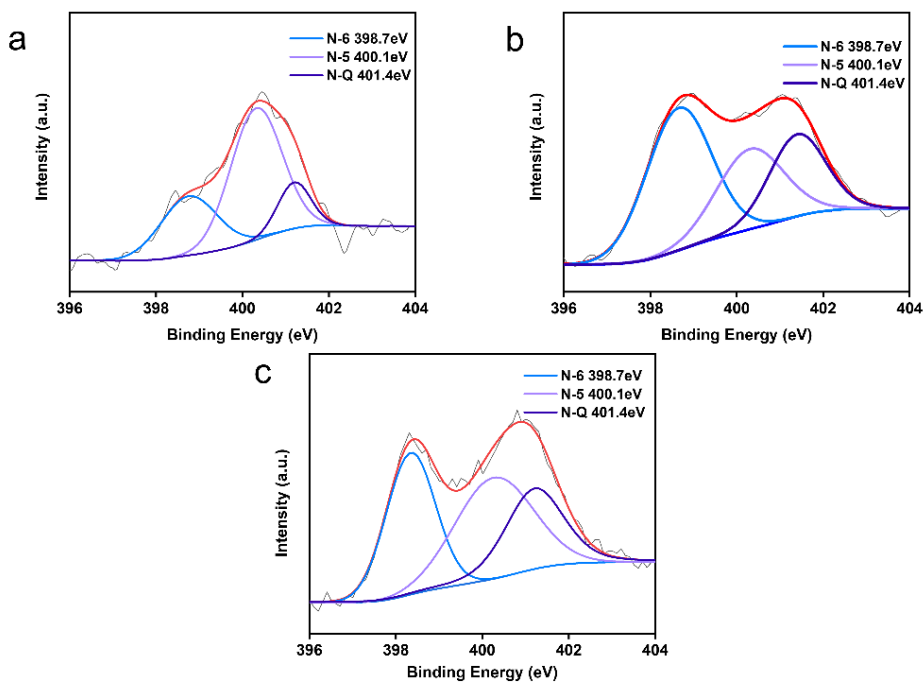 a
N-6 398.7eV
N-5 400.1eV
N-Q 401.4eV
Intensity (a.u.)
396 398 400 402 404
Binding Energy (eV)
b
N-6 398.7eV
N-5 400.1eV
N-Q 401.4eV
Intensity (a.u.)
396 398 400 402 404
Binding Energy (eV)
c
N-6 398.7eV
N-5 400.1eV
N-Q 401.4eV
Intensity (a.u.)
396 398 400 402 404
Binding Energy (eV)